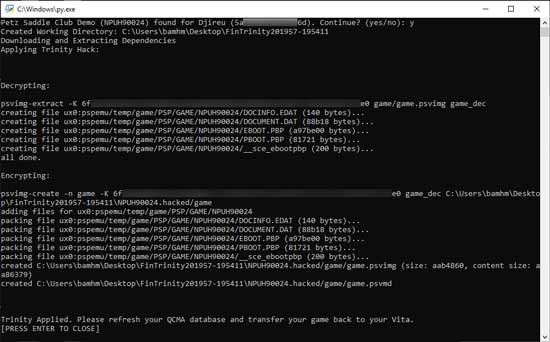 C:\Windows\py.exe
Petz Saddle Club Demo (NPUH90024) found for Djireu (5a 6d). Continue? (yes/no): y
Created Working Directory: C:\Users\bamhm\Desktop\FinTrinity201957-195411
Downloading and Extracting Dependencies
Applying Trinity Hack:
Decrypting:
psvimg-extract -K 6f e0 game/game.psvimg game_dec
creating file ux0:pspemu/temp/game/PSP/GAME/NPUH90024/DOCINFO.EDAT (140 bytes)...
creating file ux0:pspemu/temp/game/PSP/GAME/NPUH90024/DOCUMENT.DAT (88b18 bytes)...
creating file ux0:pspemu/temp/game/PSP/GAME/NPUH90024/EBOOT.PBP (a97be00 bytes)...
creating file ux0:pspemu/temp/game/PSP/GAME/NPUH90024/PBOOT.PBP (81721 bytes)...
creating file ux0:pspemu/temp/game/PSP/GAME/NPUH90024/__sce_ebootpbp (200 bytes)...
all done.
Encrypting:
psvimg-create -n game -K 6f e0 game_dec C:\Users\bamhm\Deskto
p\FinTrinity201957-195411\NPUH90024.hacked/game
adding files for ux0:pspemu/temp/game/PSP/GAME/NPUH90024
packing file ux0:pspemu/temp/game/PSP/GAME/NPUH90024/DOCINFO.EDAT (140 bytes)...
packing file ux0:pspemu/temp/game/PSP/GAME/NPUH90024/DOCUMENT.DAT (88b18 bytes)...
packing file ux0:pspemu/temp/game/PSP/GAME/NPUH90024/EBOOT.PBP (a97be00 bytes)...
packing file ux0:pspemu/temp/game/PSP/GAME/NPUH90024/PBOOT.PBP (81721 bytes)...
packing file ux0:pspemu/temp/game/PSP/GAME/NPUH90024/__sce_ebootpbp (200 bytes)...
created C:\Users\bamhm\Desktop\FinTrinity201957-195411\NPUH90024.hacked/game/game.psvimg (size: aab4860, content size: a
a86379)
created C:\Users\bamhm\Desktop\FinTrinity201957-195411\NPUH90024.hacked/game/game.psvmd
Trinity Applied. Please refresh your QCMA database and transfer your game back to your Vita.
[PRESS ENTER TO CLOSE]